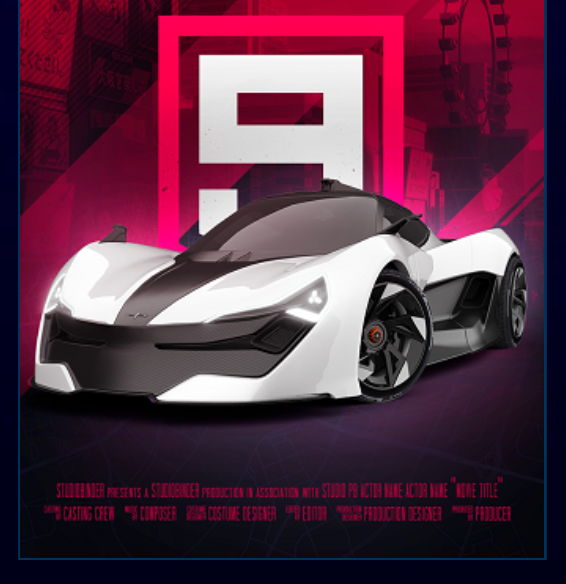 9
STUDIOBINDER PRESENTS A STUDIOBINDER PRODUCTION IN ASSOCIATION WITH STUDIO PB ACTOR NAME ACTOR NAME "MOVIE TITLE"
CASTING CREW COMPOSER COSTUME DESIGNER EDITOR PRODUCTION DESIGNER PRODUCER